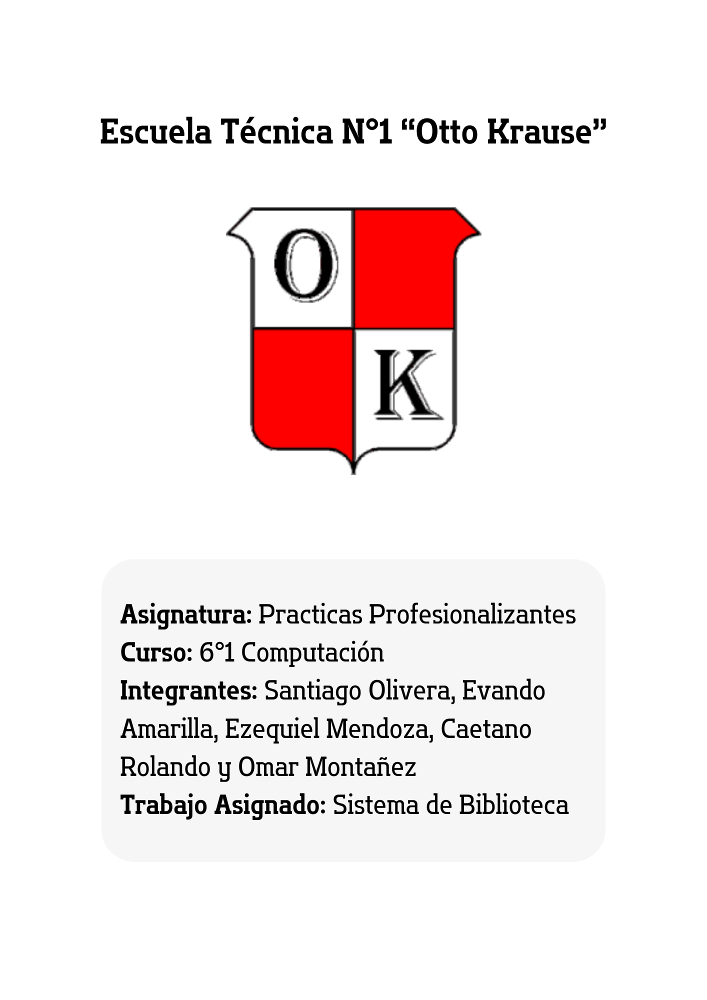 Escuela Técnica N°1 “Otto Krause”
O
K
Asignatura: Practicas Profesionalizantes
Curso: 6°1 Computación
Integrantes: Santiago Olivera, Evando
Amarilla, Ezequiel Mendoza, Caetano
Rolando y Omar Montañez
Trabajo Asignado: Sistema de Biblioteca